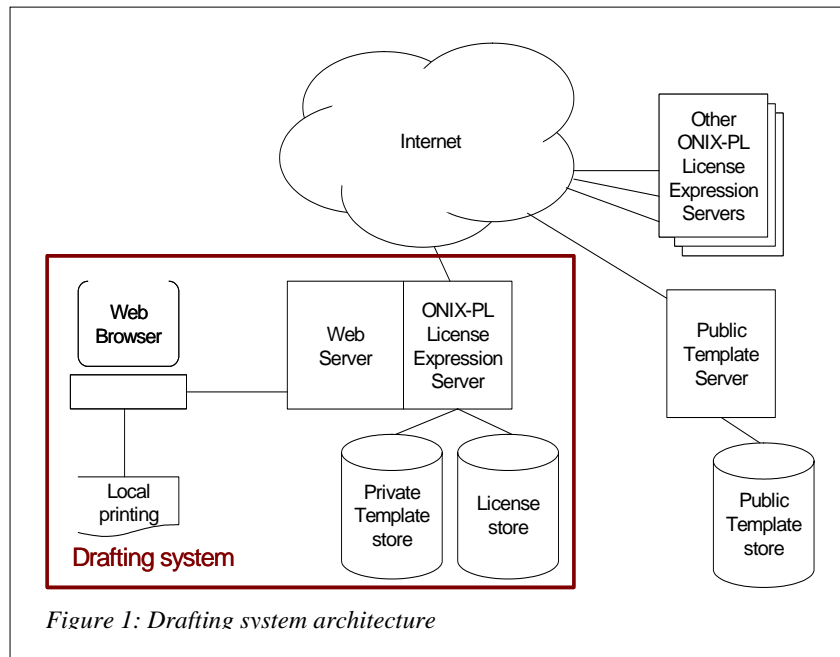 Internet
Other
ONIX-PL
License
Expression
Servers
Web
Browser
Web
Server
ONIX-PL
License
Expression
Server
Public
Template
Server
Local
printing
Private
Template
store
License
store
Public
Template
store
Drafting system
Figure 1: Drafting system architecture